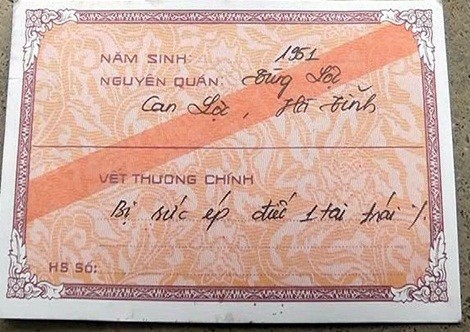 NĂM SINH: 1951
NGUYÊN QUÁN: Tùng Lộc
Can Lộc, Hà Tĩnh
VẾT THƯƠNG CHÍNH
Bị sức ép điếc 1 tai trái /.
HS SỐ: